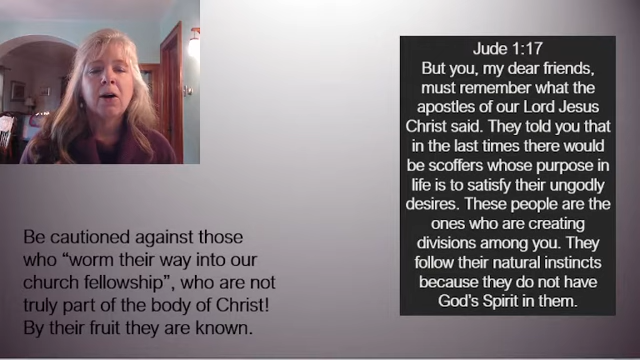 Jude 1:17
But you, my dear friends,
must remember what the
apostles of our Lord Jesus
Christ said. They told you that
in the last times there would
be scoffers whose purpose in
life is to satisfy their ungodly
desires. These people are the
ones who are creating
divisions among you. They
follow their natural instincts
because they do not have
God's Spirit in them.
Be cautioned against those
who “worm their way into our
church fellowship”, who are not
truly part of the body of Christ!
By their fruit they are known.